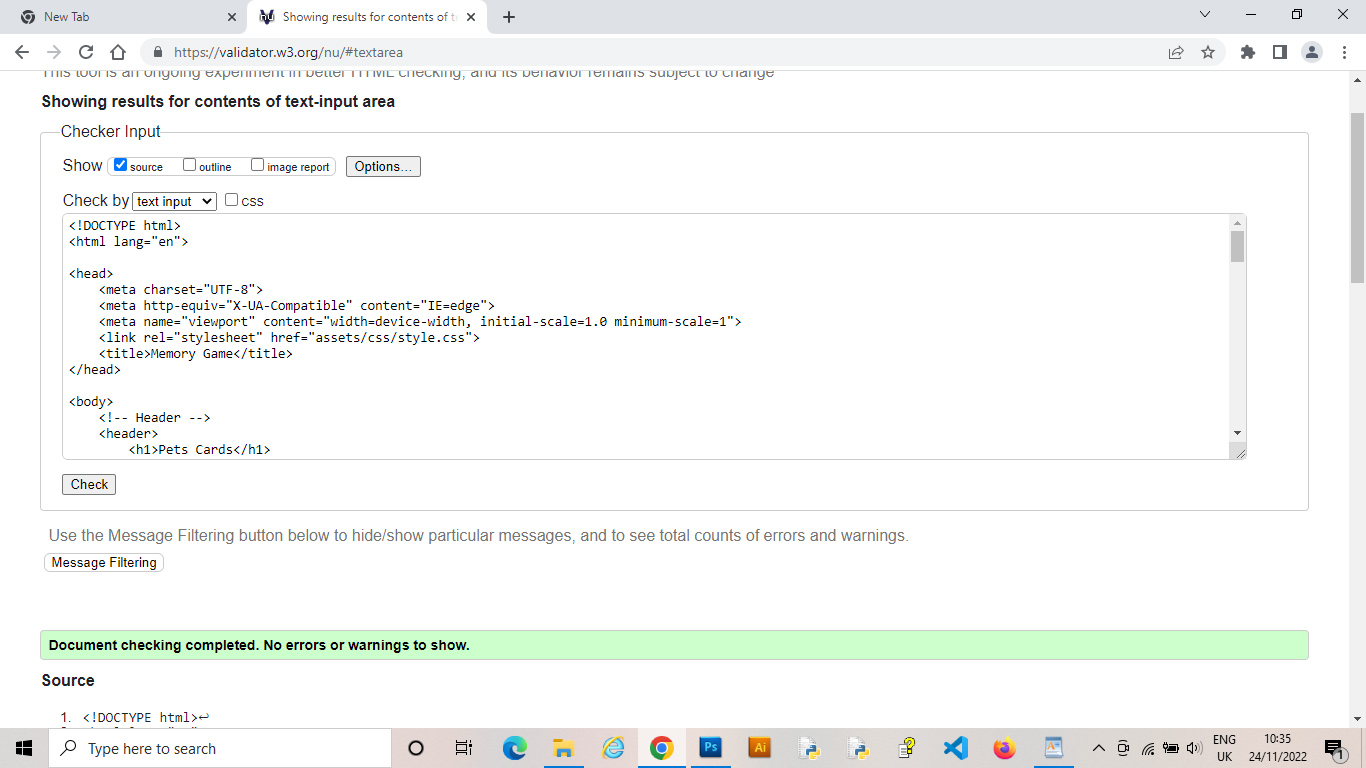 New Tab
Showing results for contents of t
https://validator.w3.org/nu/#textarea
This tool is an ongoing experiment in better HTML checking, and its behavior remains subject to change
Showing results for contents of text-input area
Checker Input
Show source outline image report Options...
Check by text input css
<!DOCTYPE html>
<html lang="en">
<head>
<meta charset="UTF-8">
<meta http-equiv="X-UA-Compatible" content="IE=edge">
<meta name="viewport" content="width=device-width, initial-scale=1.0 minimum-scale=1">
<link rel="stylesheet" href="assets/css/style.css">
<title>Memory Game</title>
</head>
<body>
<!-- Header -->
<header>
<h1>Pets Cards</h1>
Check
Use the Message Filtering button below to hide/show particular messages, and to see total counts of errors and warnings.
Message Filtering
Document checking completed. No errors or warnings to show.
Source
1. <!DOCTYPE html>↩
Type here to search
Ps
Ai
ENG
UK
10:35
24/11/2022
1